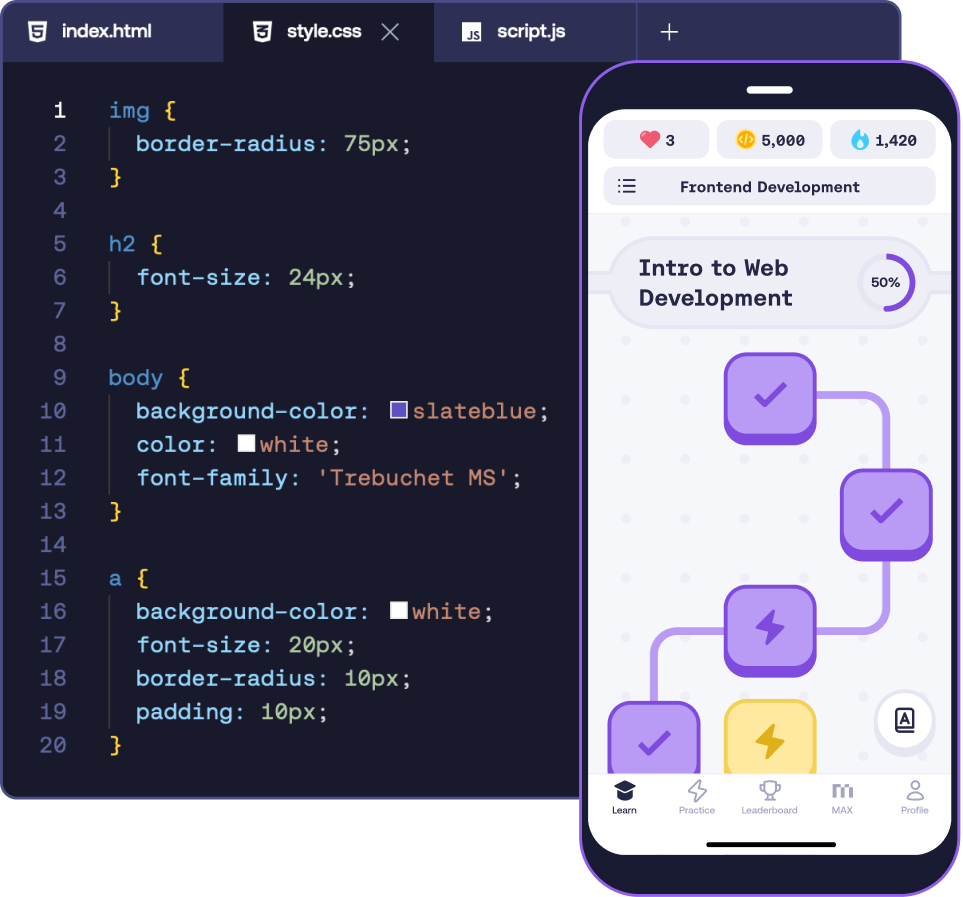 index.html
style.css
JS
script.js
1 img {
2 border-radius: 75px;
3 }
4
5 h2 {
6 font-size: 24px;
7 }
8
9 body {
10 background-color: slateblue;
11 color: white;
12 font-family: 'Trebuchet MS';
13 }
14
15 a {
16 background-color: white;
17 font-size: 20px;
18 border-radius: 10px;
19 padding: 10px;
20 }
3
5,000
1,420
Frontend Development
Intro to Web
Development
50%
A
Learn
Practice
Leaderboard
MAX
Profile